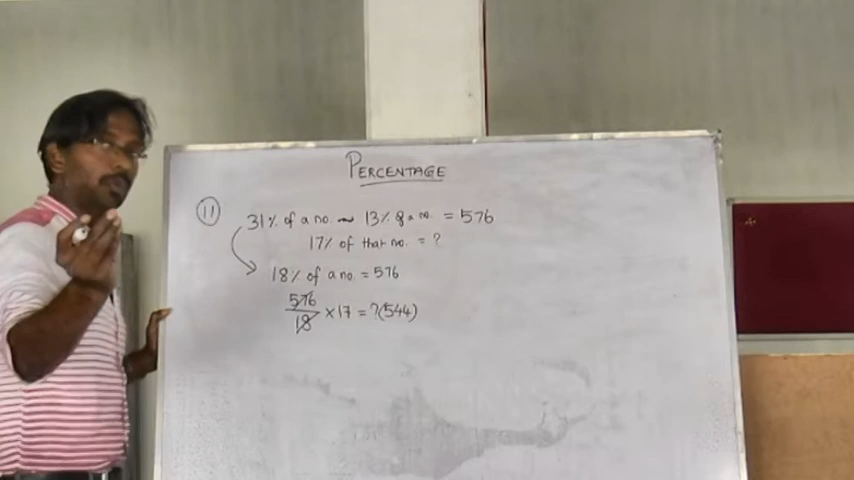 PERCENTAGE
11 31% of a no. ~ 13% of a no. = 576
17% of that no. = ?
18% of a no. = 576
576/18 × 17 = ?(544)